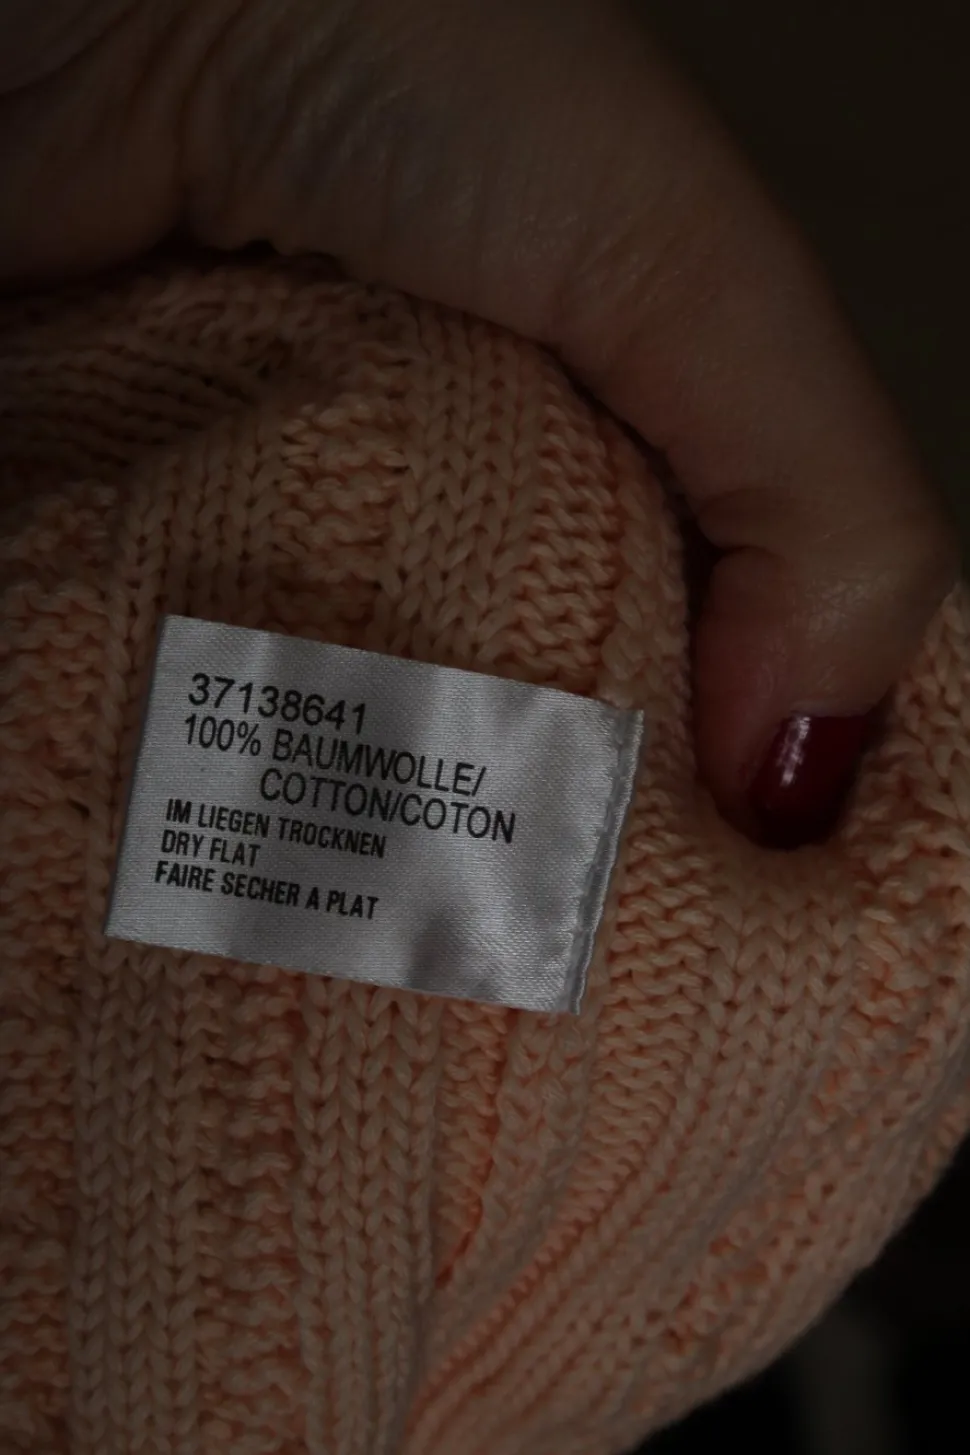 37138641
100% BAUMWOLLE/
COTTON/COTON
IM LIEGEN TROCKNEN
DRY FLAT
FAIRE SECHER A PLAT